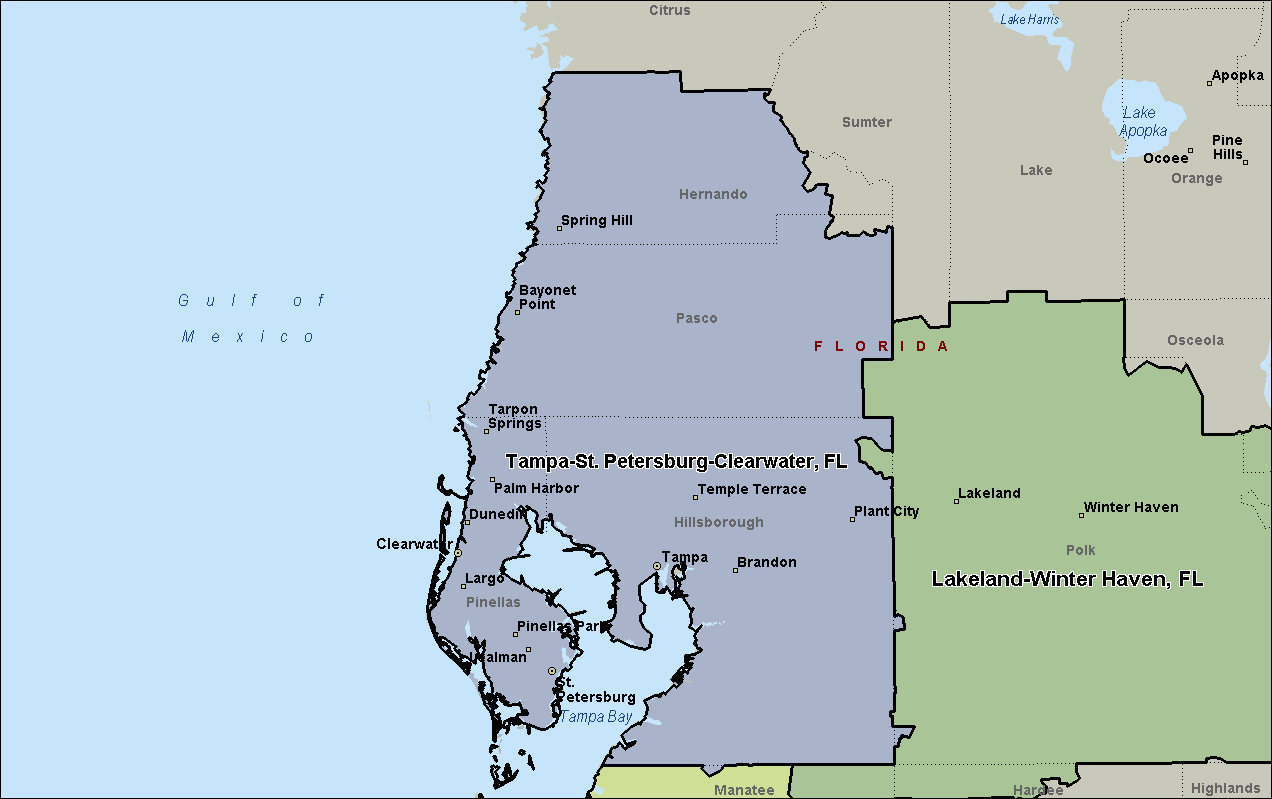 Citrus
Lake Harris
Apopka
Lake
Apopka
Sumter
Pine
Hills
Ocoee
Lake
Orange
Hernando
Spring Hill
Bayonet
Point
Gulf of
Mexico
Pasco
FLORIDA
Osceola
Tarpon
Springs
Tampa-St. Petersburg-Clearwater, FL
Palm Harbor
Temple Terrace
Lakeland
Winter Haven
Dunedin
Hillsborough
Plant City
Clearwater
Tampa
Brandon
Polk
Largo
Lakeland-Winter Haven, FL
Pinellas
Pinellas Park
Lealman
St.
Petersburg
Tampa Bay
Manatee
Hardee
Highlands